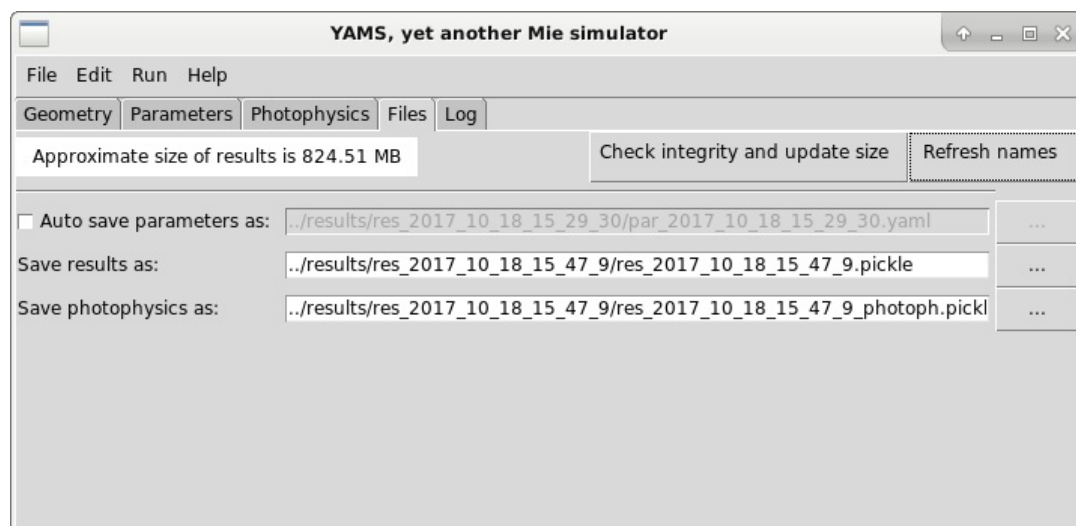 YAMS, yet another Mie simulator
File Edit Run Help
Geometry Parameters Photophysics Files Log
Approximate size of results is 824.51 MB Check integrity and update size Refresh names
Auto save parameters as: ../results/res_2017_10_18_15_29_30/par_2017_10_18_15_29_30.yaml ...
Save results as: ../results/res_2017_10_18_15_47_9/res_2017_10_18_15_47_9.pickle ...
Save photophysics as: ../results/res_2017_10_18_15_47_9/res_2017_10_18_15_47_9_photoph.pickl ...